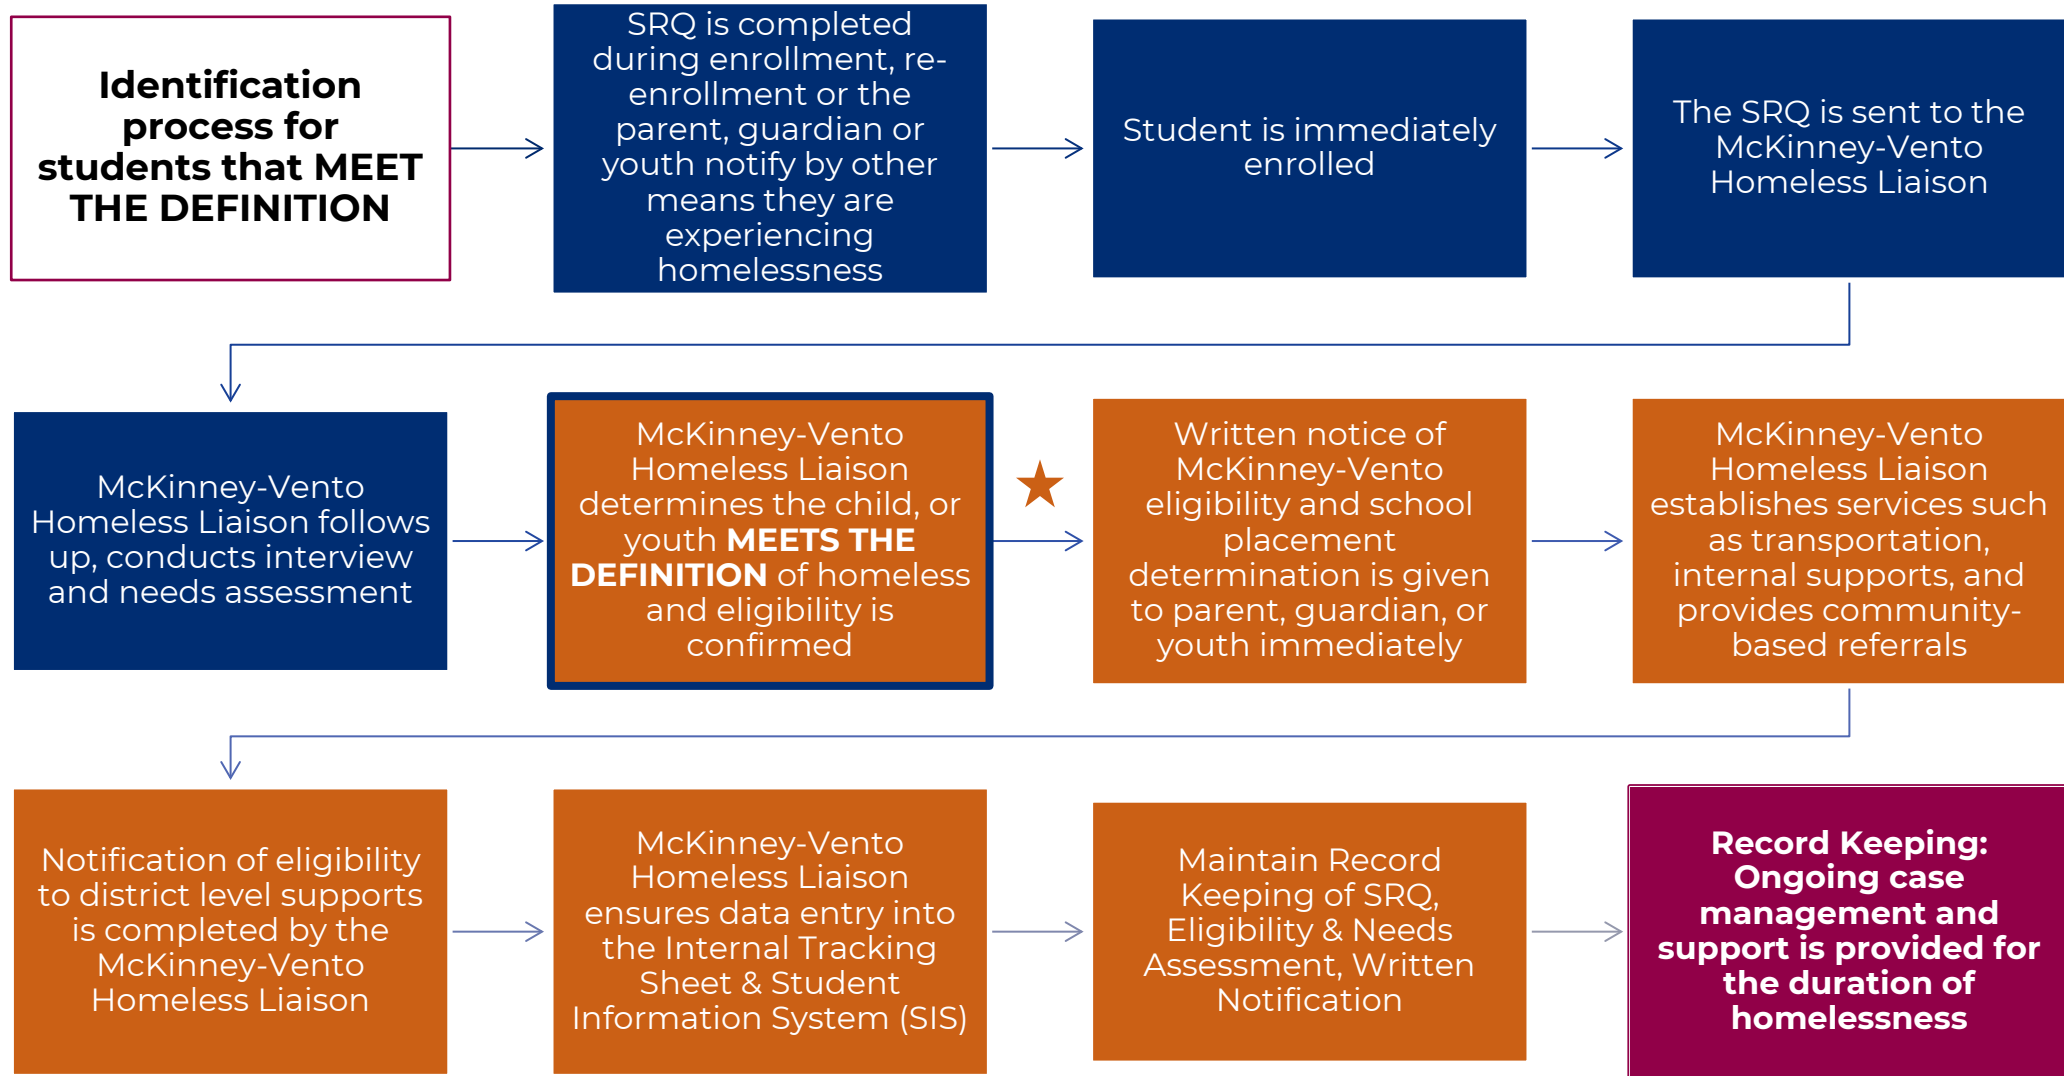 Identification
process for
students that MEET
THE DEFINITION
SRQ is completed
during enrollment, re-
enrollment or the
parent, guardian or
youth notify by other
means they are
experiencing
homelessness
Student is immediately
enrolled
The SRQ is sent to the
McKinney-Vento
Homeless Liaison
McKinney-Vento
Homeless Liaison follows
up, conducts interview
and needs assessment
McKinney-Vento
Homeless Liaison
determines the child, or
youth MEETS THE
DEFINITION of homeless
and eligibility is
confirmed
Written notice of
McKinney-Vento
eligibility and school
placement
determination is given
to parent, guardian, or
youth immediately
McKinney-Vento
Homeless Liaison
establishes services such
as transportation,
internal supports, and
provides community-
based referrals
Notification of eligibility
to district level supports
is completed by the
McKinney-Vento
Homeless Liaison
McKinney-Vento
Homeless Liaison
ensures data entry into
the Internal Tracking
Sheet & Student
Information System (SIS)
Maintain Record
Keeping of SRQ,
Eligibility & Needs
Assessment, Written
Notification
Record Keeping:
Ongoing case
management and
support is provided for
the duration of
homelessness